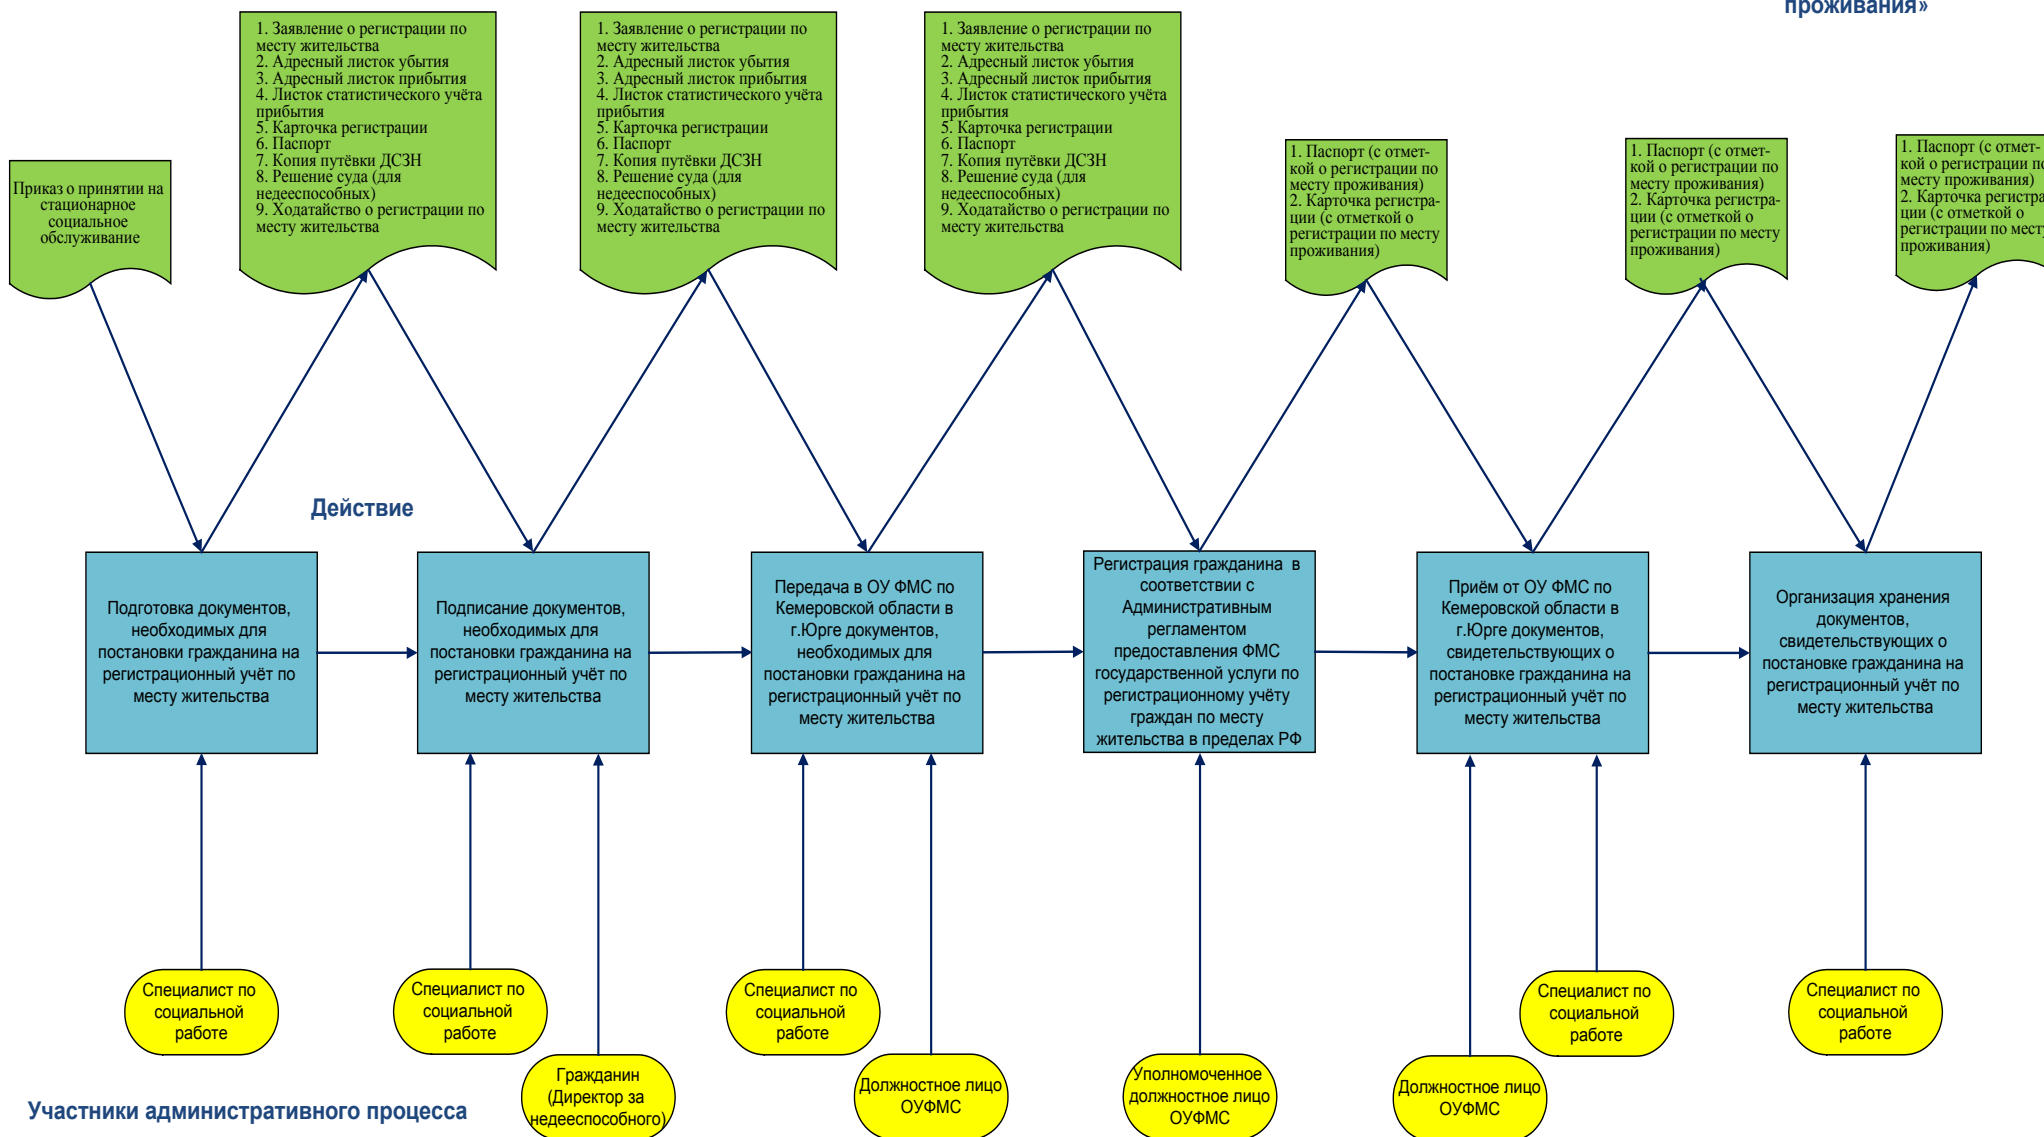 проживания»
1. Заявление о регистрации по
месту жительства
2. Адресный листок убытия
3. Адресный листок прибытия
4. Листок статистического учёта
прибытия
5. Карточка регистрации
6. Паспорт
7. Копия путёвки ДСЗН
8. Решение суда (для
недееспособных)
9. Ходатайство о регистрации по
месту жительства
1. Заявление о регистрации по
месту жительства
2. Адресный листок убытия
3. Адресный листок прибытия
4. Листок статистического учёта
прибытия
5. Карточка регистрации
6. Паспорт
7. Копия путёвки ДСЗН
8. Решение суда (для
недееспособных)
9. Ходатайство о регистрации по
месту жительства
1. Заявление о регистрации по
месту жительства
2. Адресный листок убытия
3. Адресный листок прибытия
4. Листок статистического учёта
прибытия
5. Карточка регистрации
6. Паспорт
7. Копия путёвки ДСЗН
8. Решение суда (для
недееспособных)
9. Ходатайство о регистрации по
месту жительства
Приказ о принятии на
стационарное
социальное
обслуживание
1. Паспорт (с отмет-
кой о регистрации по
месту проживания)
2. Карточка регистра-
ции (с отметкой о
регистрации по месту
проживания)
1. Паспорт (с отмет-
кой о регистрации по
месту проживания)
2. Карточка регистра-
ции (с отметкой о
регистрации по месту
проживания)
1. Паспорт (с отмет-
кой о регистрации по
месту проживания)
2. Карточка регистра
ции (с отметкой о
регистрации по месту
проживания)
Действие
Подготовка документов,
необходимых для
постановки гражданина на
регистрационный учёт по
месту жительства
Подписание документов,
необходимых для
постановки гражданина на
регистрационный учёт по
месту жительства
Передача в ОУ ФМС по
Кемеровской области в
г.Юрге документов,
необходимых для
постановки гражданина на
регистрационный учёт по
месту жительства
Регистрация гражданина в
соответствии с
Административным
регламентом
предоставления ФМС
государственной услуги по
регистрационному учёту
граждан по месту
жительства в пределах РФ
Приём от ОУ ФМС по
Кемеровской области в
г.Юрге документов,
свидетельствующих о
постановке гражданина на
регистрационный учёт по
месту жительства
Организация хранения
документов,
свидетельствующих о
постановке гражданина на
регистрационный учёт по
месту жительства
Специалист по
социальной
работе
Специалист по
социальной
работе
Гражданин
(Директор за
недееспособного)
Специалист по
социальной
работе
Должностное лицо
ОУФМС
Уполномоченное
должностное лицо
ОУФМС
Должностное лицо
ОУФМС
Специалист по
социальной
работе
Специалист по
социальной
работе
Участники административного процесса